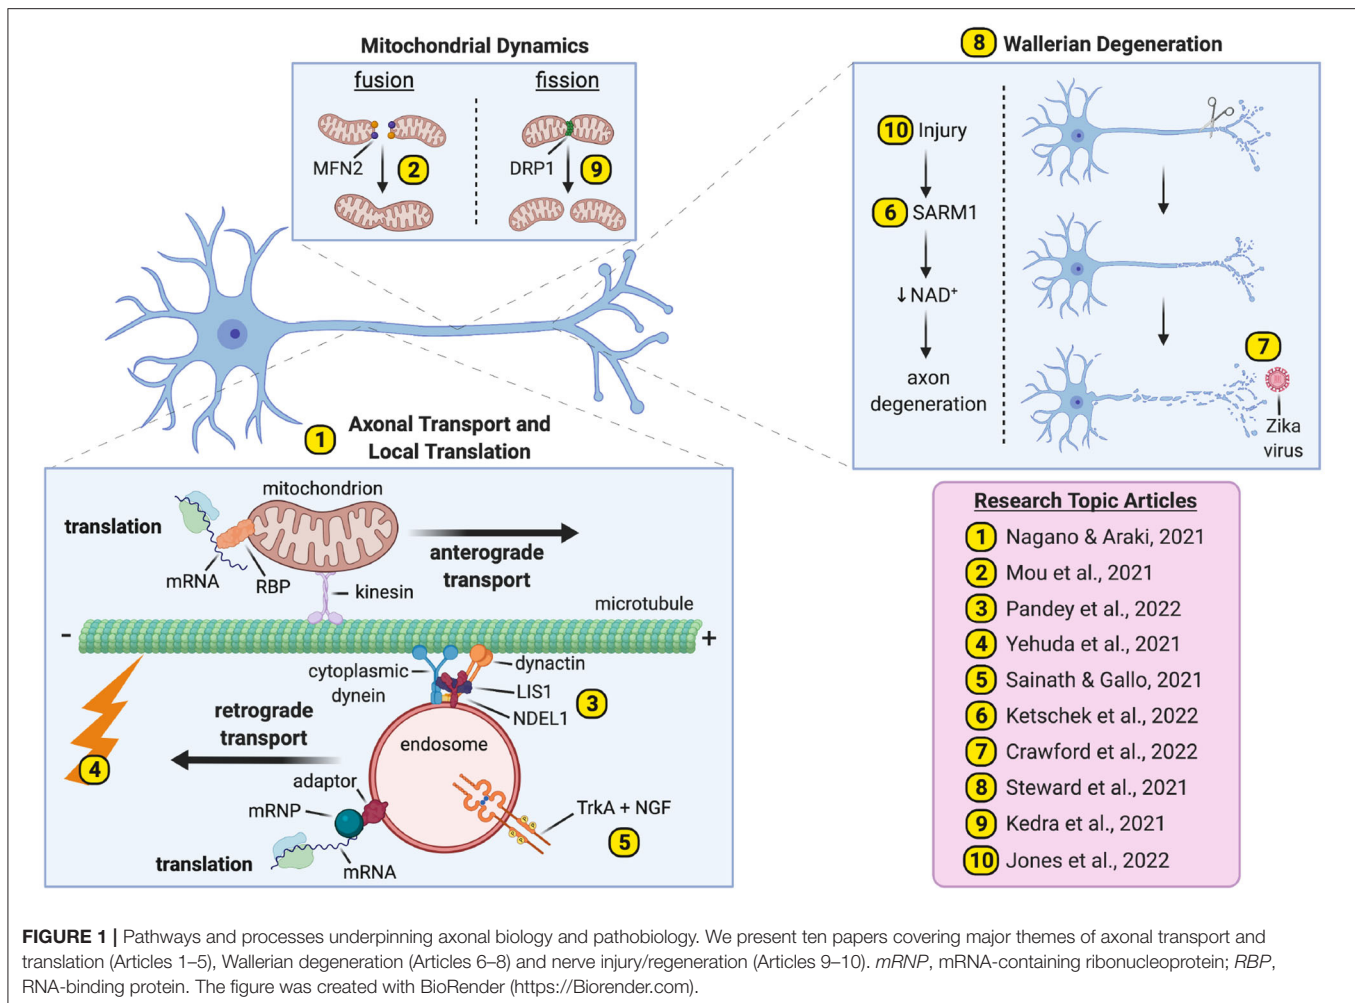 Mitochondrial Dynamics
fusion
fission
MFN2
2
DRP1
9
8 Wallerian Degeneration
10 Injury
6 SARM1
↓NAD⁺
axon
degeneration
7
Zika
virus
1
Axonal Transport and
Local Translation
mitochondrion
translation
mRNA
RBP
kinesin
anterograde
transport
microtubule
-
+
cytoplasmic
dynein
dynactin
LIS1
NDEL1
3
retrograde
transport
4
endosome
adaptor
mRNP
translation
mRNA
TrkA + NGF
5
Research Topic Articles
1 Nagano & Araki, 2021
2 Mou et al., 2021
3 Pandey et al., 2022
4 Yehuda et al., 2021
5 Sainath & Gallo, 2021
6 Ketschek et al., 2022
7 Crawford et al., 2022
8 Steward et al., 2021
9 Kedra et al., 2021
10 Jones et al., 2022
FIGURE 1 | Pathways and processes underpinning axonal biology and pathobiology. We present ten papers covering major themes of axonal transport and
translation (Articles 1–5), Wallerian degeneration (Articles 6–8) and nerve injury/regeneration (Articles 9–10). mRNP, mRNA-containing ribonucleoprotein; RBP,
RNA-binding protein. The figure was created with BioRender (https://Biorender.com).